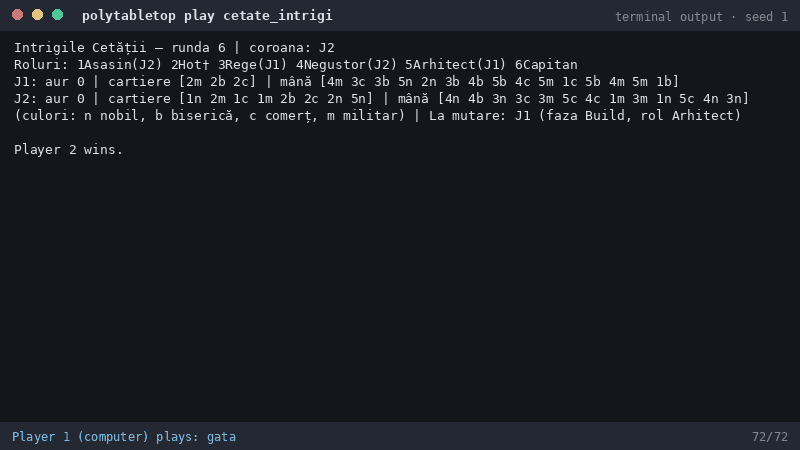 polytabletop play cetate_intrigi
terminal output · seed 1
Intrigile Cetății — runda 6 | coroana: J2
Roluri: 1Asasin(J2) 2Hot† 3Rege(J1) 4Negustor(J2) 5Arhitect(J1) 6Capitan
J1: aur 0 | cartiere [2m 2b 2c] | mână [4m 3c 3b 5n 2n 3b 4b 5b 4c 5m 1c 5b 4m 5m 1b]
J2: aur 0 | cartiere [1n 2m 1c 1m 2b 2c 2n 5n] | mână [4n 4b 3n 3c 3m 5c 4c 1m 3m 1n 5c 4n 3n]
(culori: n nobil, b biserică, c comerț, m militar) | La mutare: J1 (faza Build, rol Arhitect)
Player 2 wins.
Player 1 (computer) plays: gata
72/72